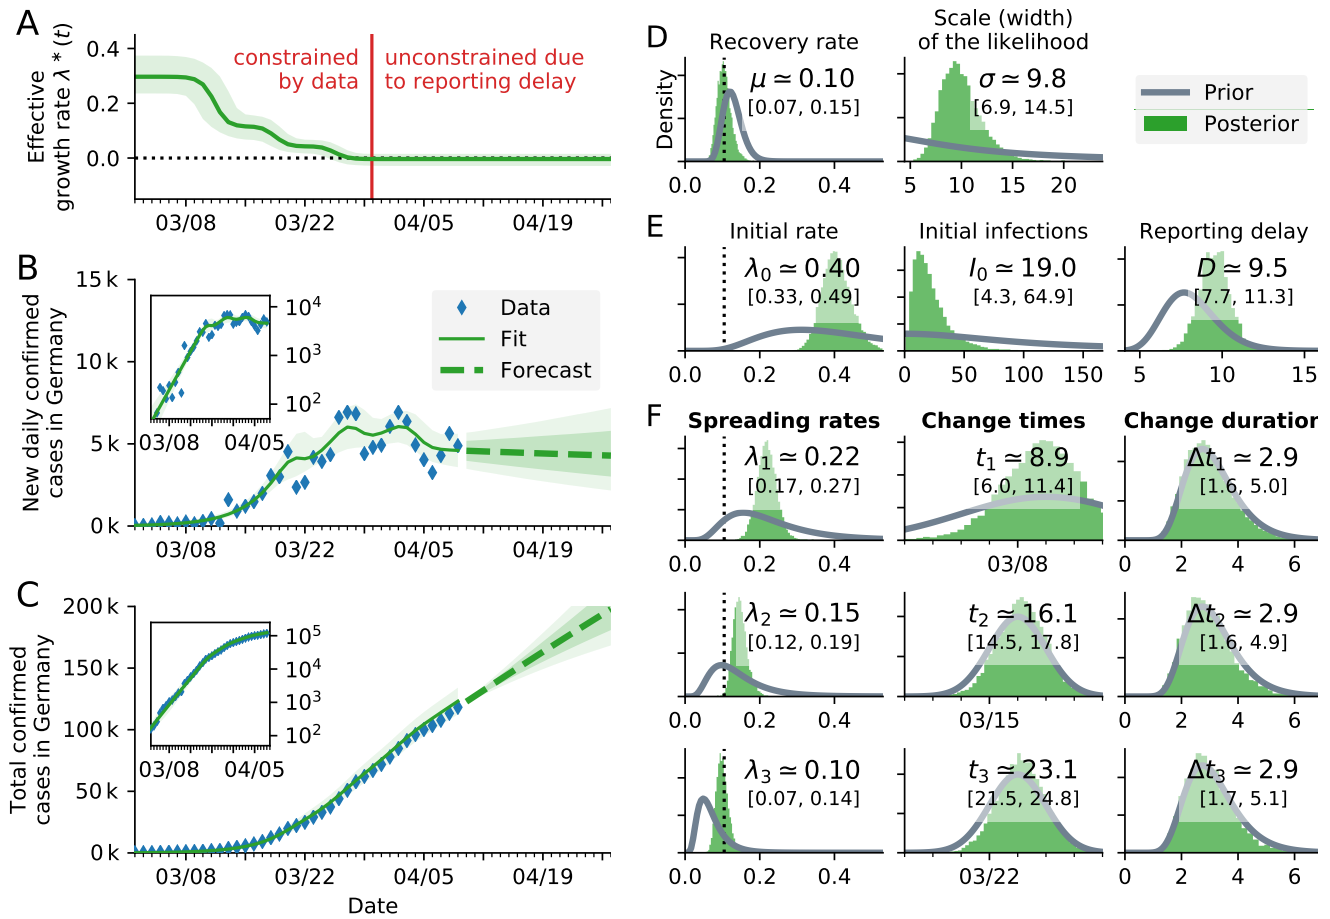 A
Effective
growth rate λ * (t)
0.4
0.2
0.0
constrained
by data
unconstrained due
to reporting delay
03/08
03/22
04/05
04/19
B
New daily confirmed
cases in Germany
15 k
10 k
5 k
0 k
10⁴
10³
10²
03/08
04/05
Data
Fit
Forecast
03/08
03/22
04/05
04/19
C
Total confirmed
cases in Germany
200 k
150 k
100 k
50 k
0 k
10⁵
10⁴
10³
10²
03/08
04/05
03/08
03/22
04/05
04/19
Date
D
Recovery rate
Density
μ ≃ 0.10
[0.07, 0.15]
0.0
0.2
0.4
Scale (width)
of the likelihood
σ ≃ 9.8
[6.9, 14.5]
5
10
15
20
Prior
Posterior
E
Initial rate
λ₀ ≃ 0.40
[0.33, 0.49]
0.0
0.2
0.4
Initial infections
I₀ ≃ 19.0
[4.3, 64.9]
0
50
100
150
Reporting delay
D ≃ 9.5
[7.7, 11.3]
5
10
15
F
Spreading rates
Change times
Change duration
λ₁ ≃ 0.22
[0.17, 0.27]
0.0
0.2
0.4
t₁ ≃ 8.9
[6.0, 11.4]
03/08
Δt₁ ≃ 2.9
[1.6, 5.0]
2
4
6
λ₂ ≃ 0.15
[0.12, 0.19]
0.0
0.2
0.4
t₂ ≃ 16.1
[14.5, 17.8]
03/15
Δt₂ ≃ 2.9
[1.6, 4.9]
2
4
6
λ₃ ≃ 0.10
[0.07, 0.14]
0.0
0.2
0.4
t₃ ≃ 23.1
[21.5, 24.8]
03/22
Δt₃ ≃ 2.9
[1.7, 5.1]
2
4
6